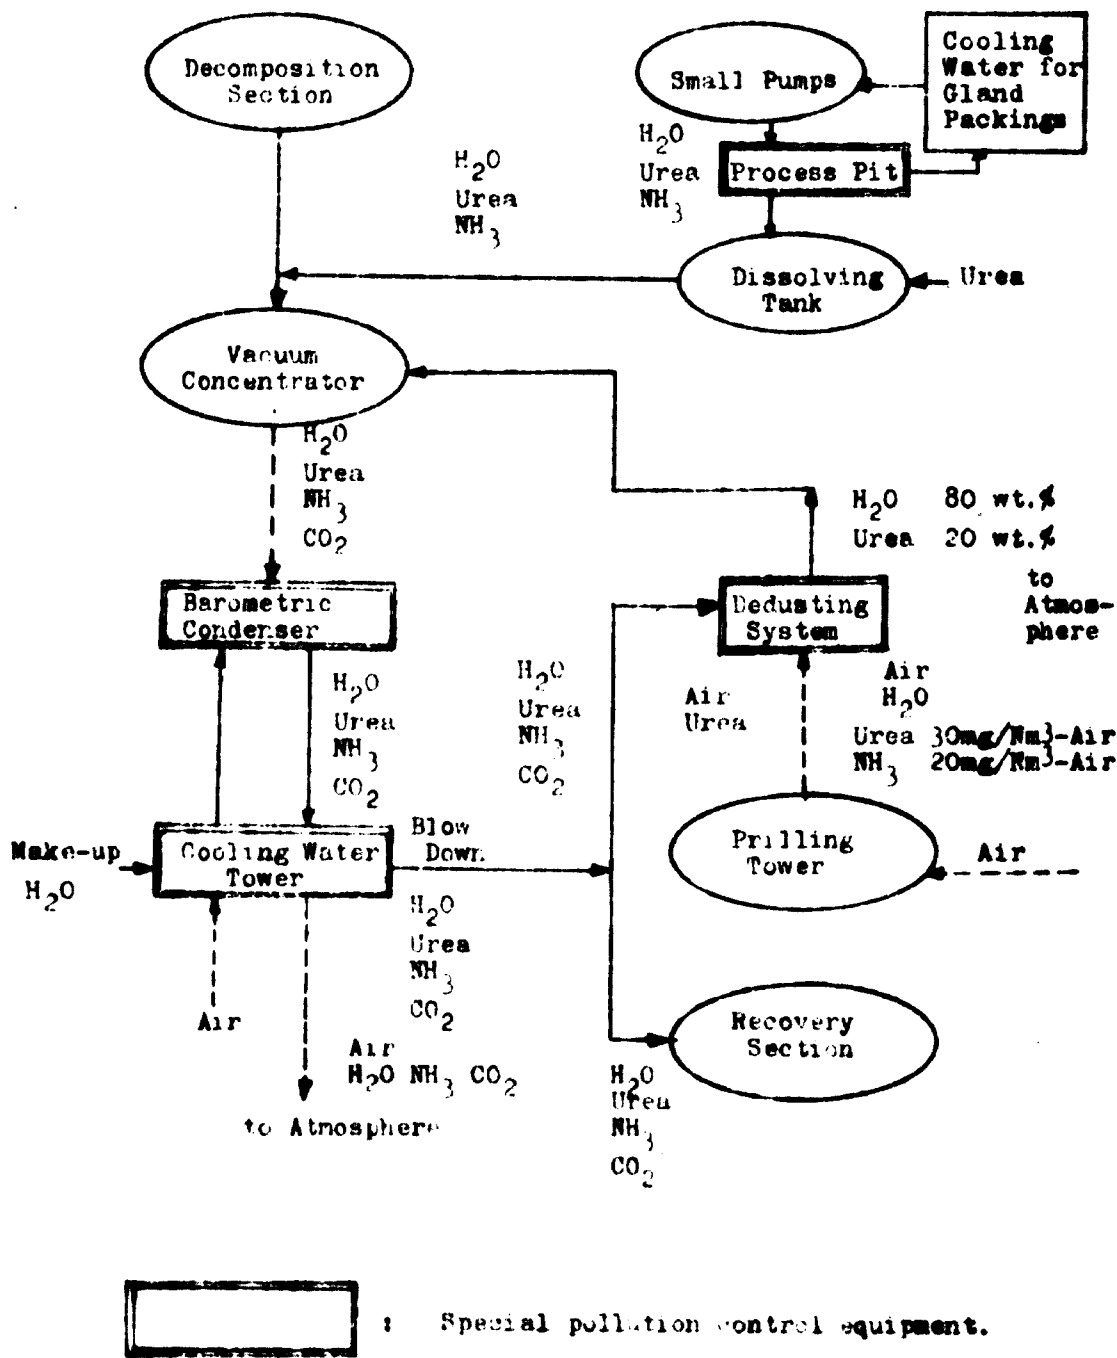 Decomposition
Section
Small Pumps
Cooling
Water for
Gland
Packings
H2O
Urea
NH3
Process Pit
H2O
Urea
NH3
Dissolving
Tank
Urea
Vacuum
Concentrator
H2O
Urea
NH3
CO2
H2O 80 wt.%
Urea 20 wt.%
to
Atmos-
phere
Barometric
Condenser
Dedusting
System
H2O
Urea
NH3
CO2
H2O
Urea
NH3
CO2
Air
Urea
Air
H2O
Urea 30mg/Nm3-Air
NH3 20mg/Nm3-Air
Make-up
H2O
Cooling Water
Tower
Blow
Down
Prilling
Tower
Air
H2O
Urea
NH3
CO2
Air
Air
H2O NH3 CO2
to Atmosphere
Recovery
Section
H2O
Urea
NH3
CO2
: Special pollution control equipment.